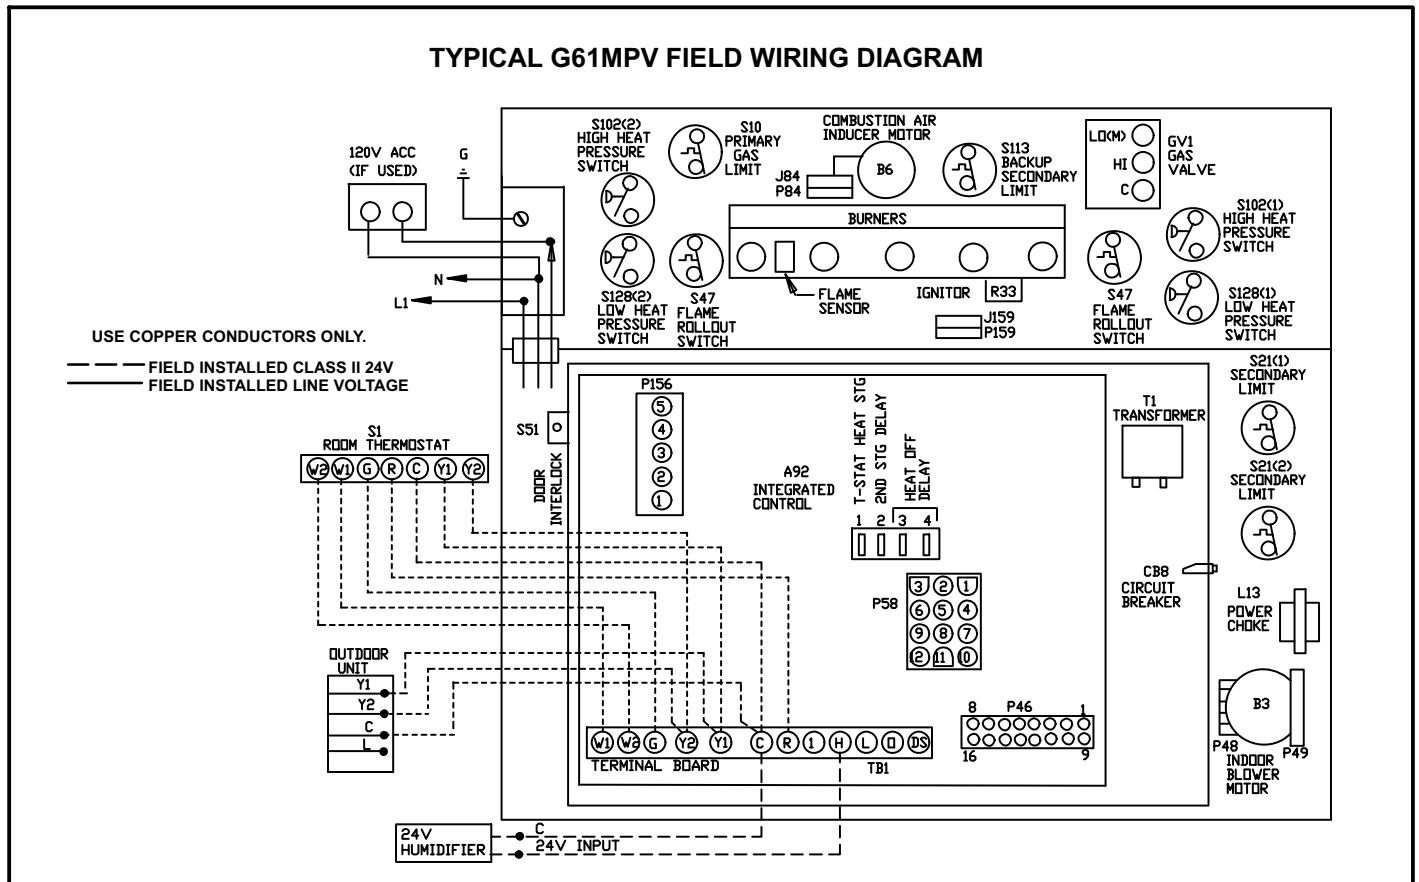 TYPICAL G61MPV FIELD WIRING DIAGRAM
120V ACC
(IF USED)
G
N
L1
USE COPPER CONDUCTORS ONLY.
FIELD INSTALLED CLASS II 24V
FIELD INSTALLED LINE VOLTAGE
S102(2)
HIGH HEAT
PRESSURE
SWITCH
S10
PRIMARY
GAS
LIMIT
COMBUSTION AIR
INDUCER MOTOR
B6
J84
P84
S113
BACKUP
SECONDARY
LIMIT
LO(M)
HI
C
GV1
GAS
VALVE
BURNERS
S102(1)
HIGH HEAT
PRESSURE
SWITCH
S128(2)
LOW HEAT
PRESSURE
SWITCH
S47
FLAME
ROLLOUT
SWITCH
FLAME
SENSOR
IGNITOR
R33
J159
P159
S47
FLAME
ROLLOUT
SWITCH
S128(1)
LOW HEAT
PRESSURE
SWITCH
S1
ROOM THERMOSTAT
W2 W1 G R C Y1 Y2
S51
DOOR
INTERLOCK
P156
5
4
3
2
1
A92
INTEGRATED
CONTROL
T-STAT HEAT STG
2ND STG DELAY
HEAT OFF
DELAY
1 2 3 4
P58
3 2 1
6 5 4
9 8 7
12 11 10
T1
TRANSFORMER
CB8
CIRCUIT
BREAKER
S21(1)
SECONDARY
LIMIT
S21(2)
SECONDARY
LIMIT
L13
POWER
CHOKE
OUTDOOR
UNIT
Y1
Y2
C
L
8 P46 1
16 9
W1 W2 G Y2 Y1 C R 1 H L O DS
TERMINAL BOARD
TB1
B3
P48
P49
INDOOR
BLOWER
MOTOR
24V
HUMIDIFIER
C
24V INPUT